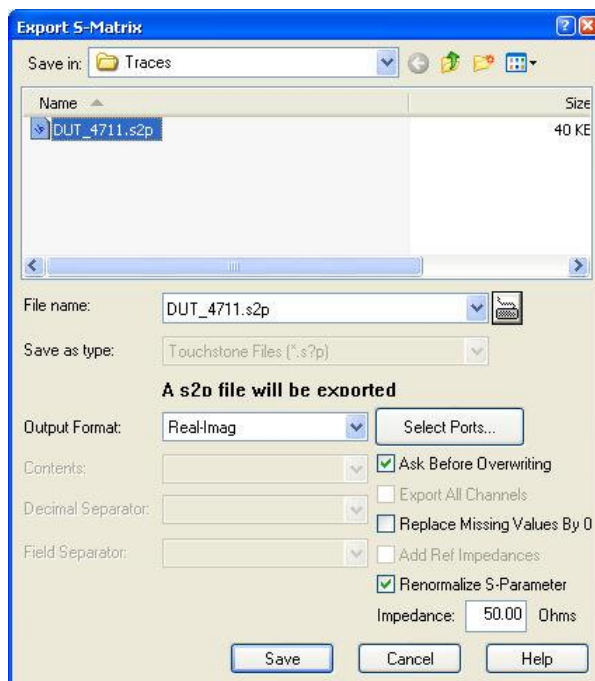 Export S-Matrix
Save in: Traces
Name Size
DUT_4711.s2p 40 KE
File name: DUT_4711.s2p
Save as type: Touchstone Files (*.s?p)
A s2p file will be exported
Output Format: Real-Imag Select Ports...
Contents: Ask Before Overwriting
Export All Channels
Decimal Separator: Replace Missing Values By 0
Field Separator: Add Ref Impedances
Renormalize S-Parameter
Impedance: 50.00 Ohms
Save Cancel Help